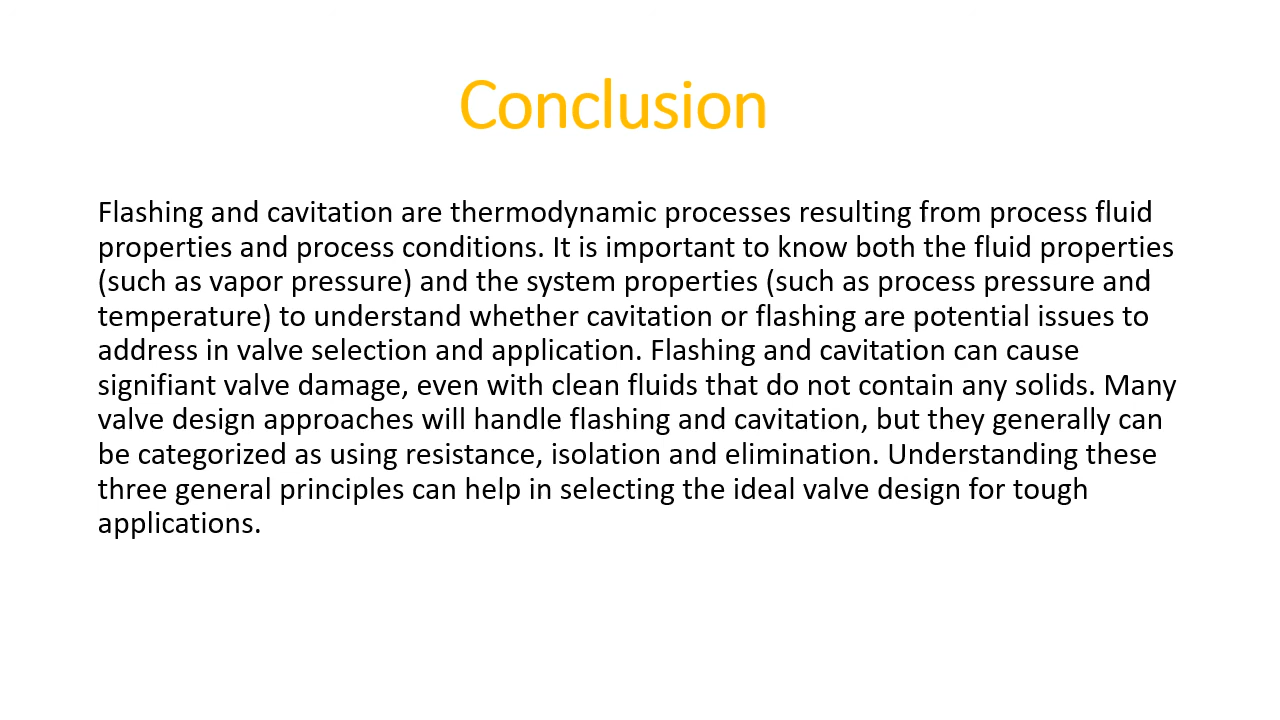 Conclusion
Flashing and cavitation are thermodynamic processes resulting from process fluid
properties and process conditions. It is important to know both the fluid properties
(such as vapor pressure) and the system properties (such as process pressure and
temperature) to understand whether cavitation or flashing are potential issues to
address in valve selection and application. Flashing and cavitation can cause
signifiant valve damage, even with clean fluids that do not contain any solids. Many
valve design approaches will handle flashing and cavitation, but they generally can
be categorized as using resistance, isolation and elimination. Understanding these
three general principles can help in selecting the ideal valve design for tough
applications.